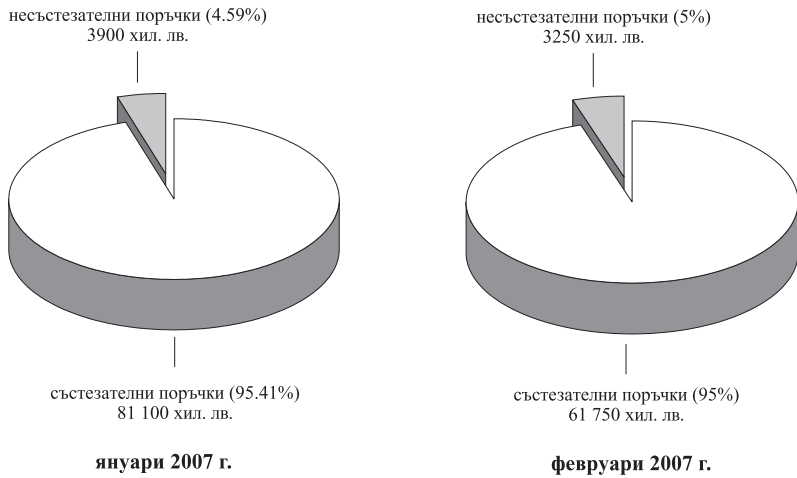 несъстезателни поръчки (4.59%)
3900 хил. лв.
състезателни поръчки (95.41%)
81 100 хил. лв.
януари 2007 г.
несъстезателни поръчки (5%)
3250 хил. лв.
състезателни поръчки (95%)
61 750 хил. лв.
февруари 2007 г.